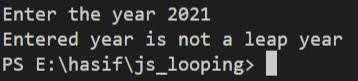 Enter the year 2021
Entered year is not a leap year
PS E:\hasif\js_looping>